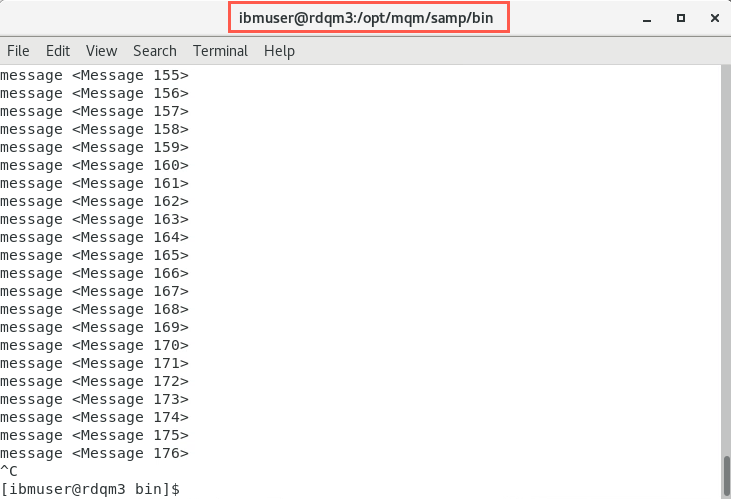 ibmuser@rdqm3:/opt/mqm/samp/bin
File Edit View Search Terminal Help
message <Message 155>
message <Message 156>
message <Message 157>
message <Message 158>
message <Message 159>
message <Message 160>
message <Message 161>
message <Message 162>
message <Message 163>
message <Message 164>
message <Message 165>
message <Message 166>
message <Message 167>
message <Message 168>
message <Message 169>
message <Message 170>
message <Message 171>
message <Message 172>
message <Message 173>
message <Message 174>
message <Message 175>
message <Message 176>
^C
[ibmuser@rdqm3 bin]$